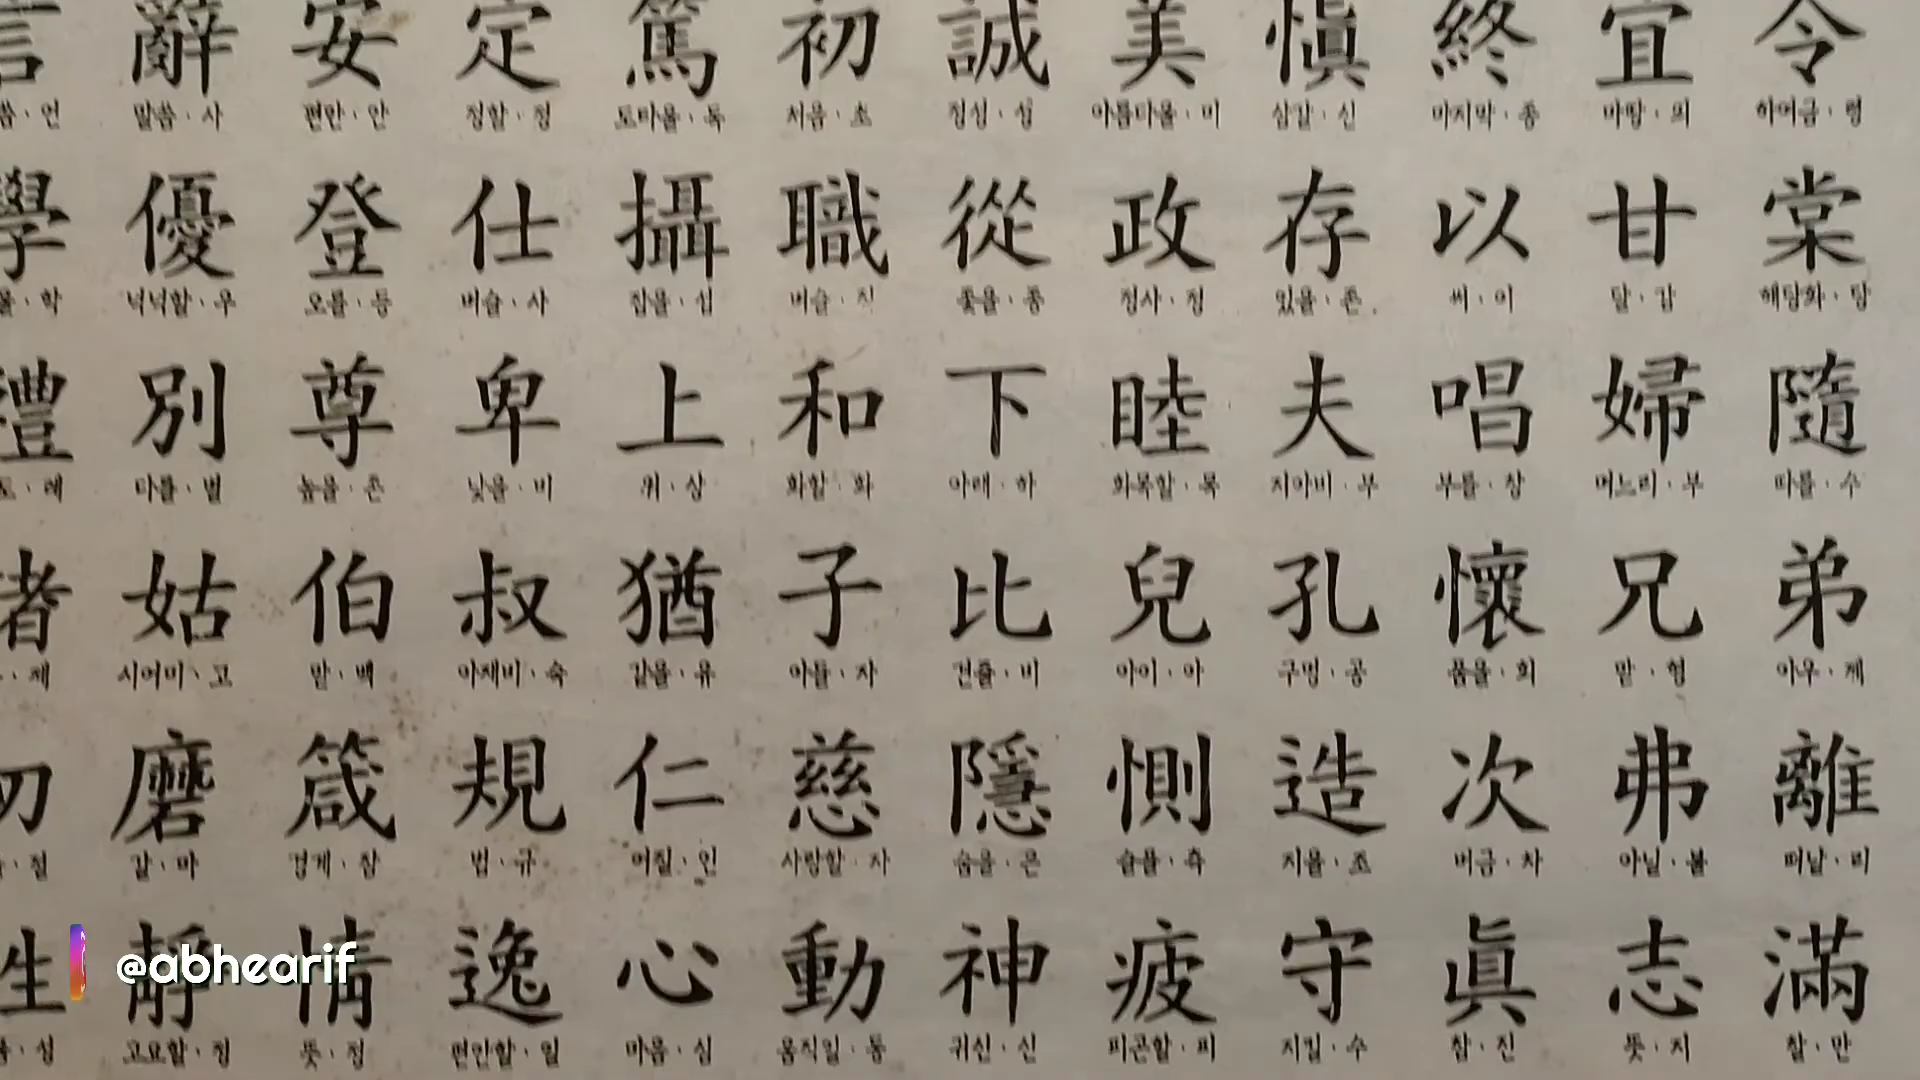 言 辭 安 定 篤 初 誠 美 愼 終 宜 令
언 말씀·사 편안·안 정할·정 도타울·독 처음·초 정성·성 아름다울·미 삼갈·신 마지막·종 마땅·의 하여금·령
學 優 登 仕 攝 職 從 政 存 以 甘 棠
학 넉넉할·우 오를·등 벼슬·사 잡을·섭 벼슬·직 좇을·종 정사·정 있을·존 써·이 달·감 해당화·당
禮 別 尊 卑 上 和 下 睦 夫 唱 婦 隨
례 다를·별 높을·존 낮을·비 위·상 화할·화 아래·하 화목할·목 지아비·부 부를·창 며느리·부 따를·수
諸 姑 伯 叔 猶 子 比 兒 孔 懷 兄 弟
제 시어미·고 맏·백 아재비·숙 같을·유 아들·자 견줄·비 아이·아 구멍·공 품을·회 맏·형 아우·제
切 磨 箴 規 仁 慈 隱 惻 造 次 弗 離
절 갈·마 경계·잠 법·규 어질·인 사랑할·자 숨을·은 슬플·측 지을·조 버금·차 아닐·불 떠날·리
性 靜 情 逸 心 動 神 疲 守 眞 志 滿
성 고요할·정 뜻·정 편안할·일 마음·심 움직일·동 귀신·신 피곤할·피 지킬·수 참·진 뜻·지 찰·만
@abhearif